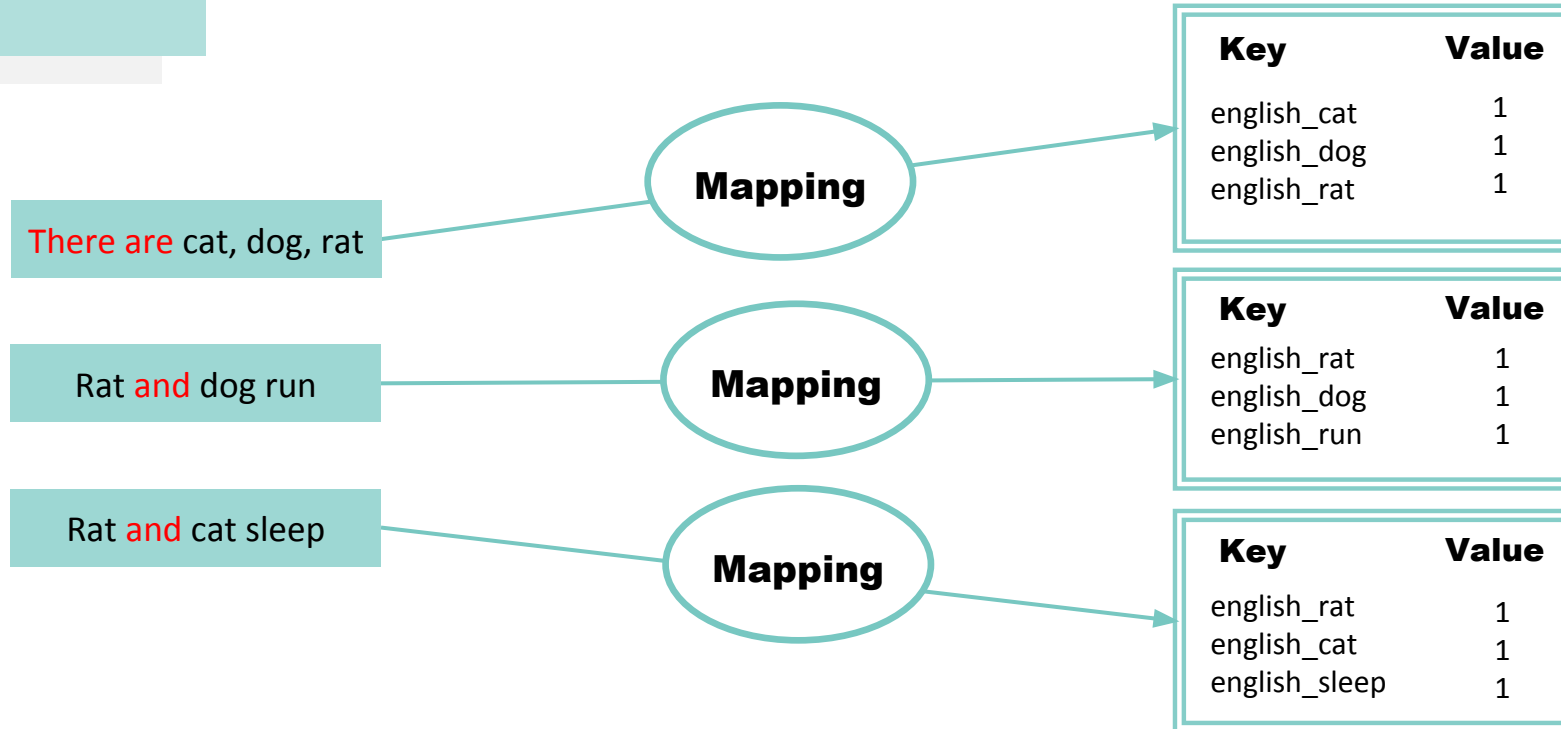 There are cat, dog, rat
Mapping
Key Value
english_cat 1
english_dog 1
english_rat 1
Rat and dog run
Mapping
Key Value
english_rat 1
english_dog 1
english_run 1
Rat and cat sleep
Mapping
Key Value
english_rat 1
english_cat 1
english_sleep 1